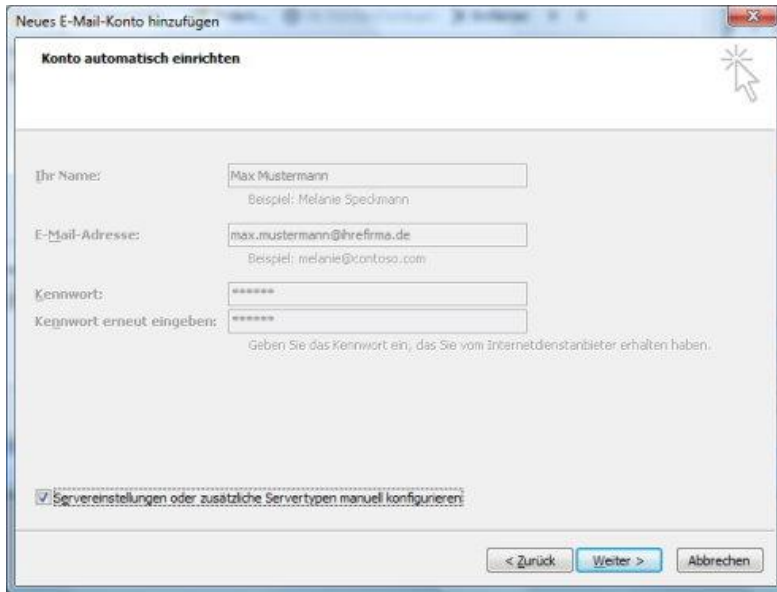 Neues E-Mail-Konto hinzufügen
Konto automatisch einrichten
Ihr Name:
Max Mustermann
Beispiel: Melanie Speckmann
E-Mail-Adresse:
max.mustermann@ihrefirma.de
Beispiel: melanie@contoso.com
Kennwort:
******
Kennwort erneut eingeben:
******
Geben Sie das Kennwort ein, das Sie vom Internetdienstanbieter erhalten haben.
Servereinstellungen oder zusätzliche Servertypen manuell konfigurieren
< Zurück
Weiter >
Abbrechen